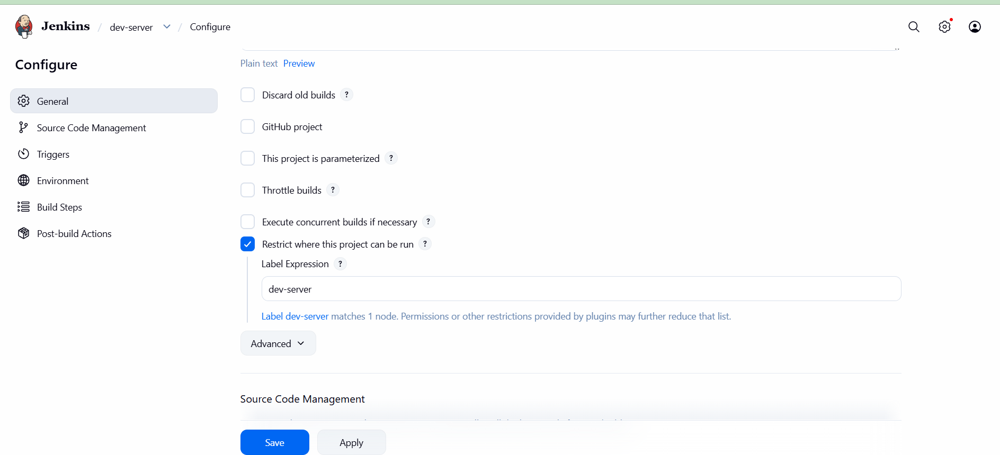 Jenkins / dev-server / Configure
Configure
General
Source Code Management
Triggers
Environment
Build Steps
Post-build Actions
Plain text Preview
Discard old builds ?
GitHub project
This project is parameterized ?
Throttle builds ?
Execute concurrent builds if necessary ?
Restrict where this project can be run ?
Label Expression ?
dev-server
Label dev-server matches 1 node. Permissions or other restrictions provided by plugins may further reduce that list.
Advanced
Source Code Management
Save
Apply